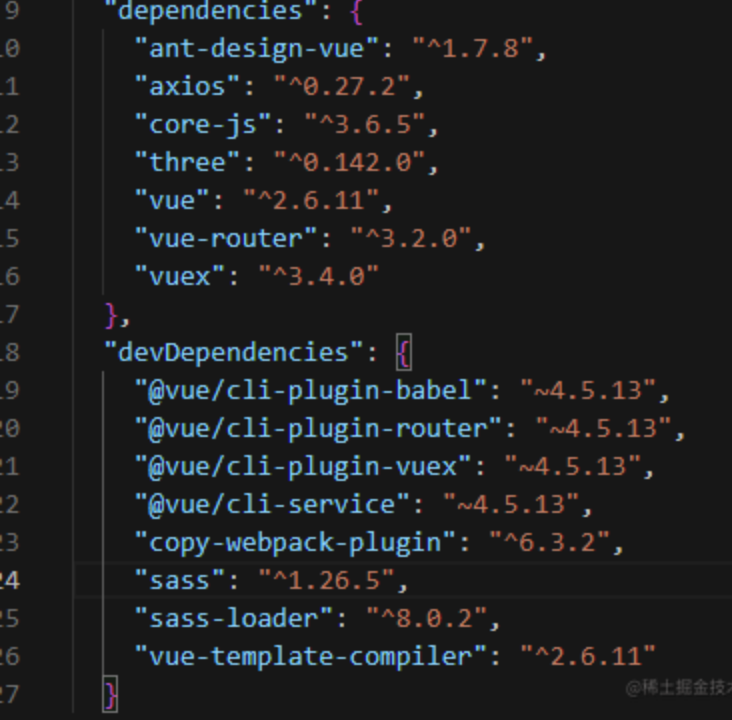 9 "dependencies": {
10 "ant-design-vue": "^1.7.8",
11 "axios": "^0.27.2",
12 "core-js": "^3.6.5",
13 "three": "^0.142.0",
14 "vue": "^2.6.11",
15 "vue-router": "^3.2.0",
16 "vuex": "^3.4.0"
17 },
18 "devDependencies": {
19 "@vue/cli-plugin-babel": "~4.5.13",
20 "@vue/cli-plugin-router": "~4.5.13",
21 "@vue/cli-plugin-vuex": "~4.5.13",
22 "@vue/cli-service": "~4.5.13",
23 "copy-webpack-plugin": "^6.3.2",
24 "sass": "^1.26.5",
25 "sass-loader": "^8.0.2",
26 "vue-template-compiler": "^2.6.11"
27 }
@稀土掘金技